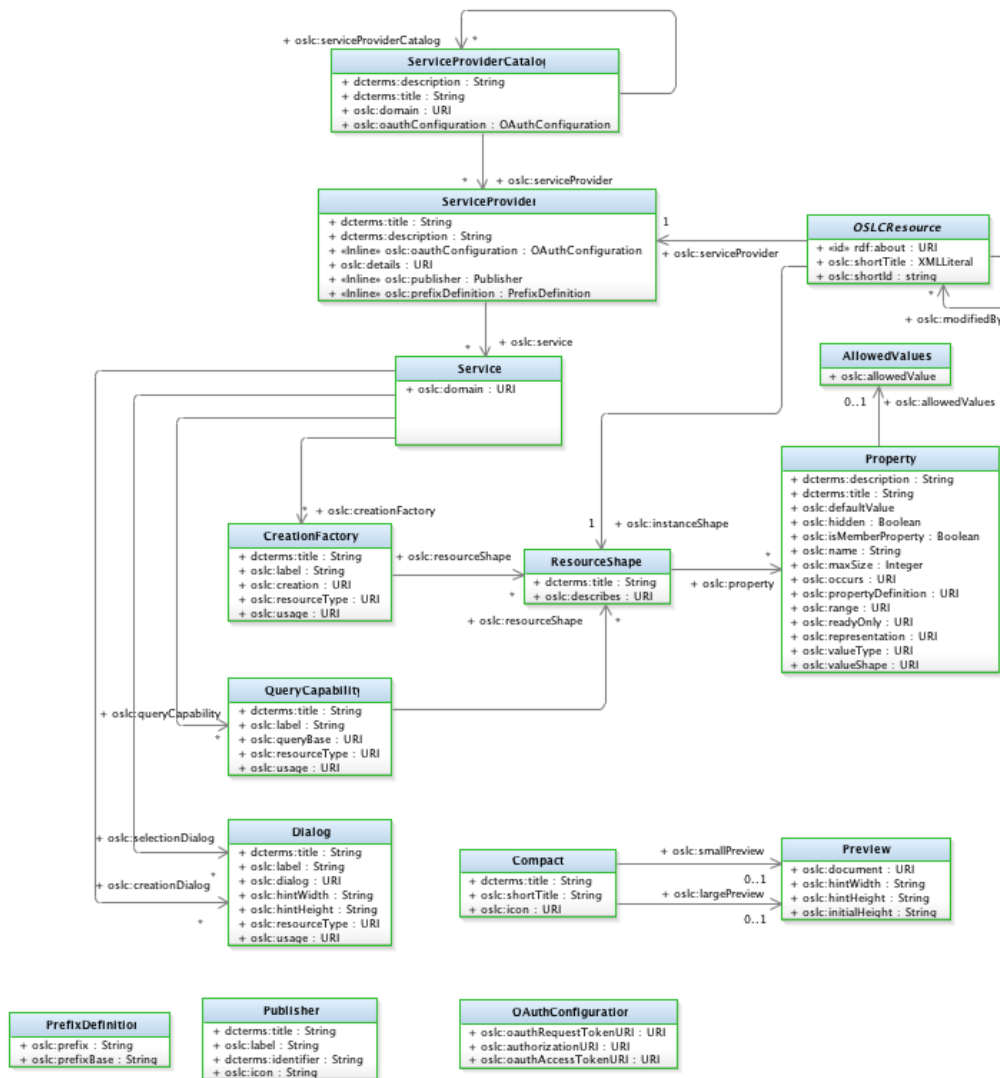 + oslc:serviceProviderCatalog
*
ServiceProviderCatalog
+ dcterms:description : String
+ dcterms:title : String
+ oslc:domain : URI
+ oslc:oauthConfiguration : OAuthConfiguration
* + oslc:serviceProvider
ServiceProvider
+ dcterms:title : String
+ dcterms:description : String
+ «Inline» oslc:oauthConfiguration : OAuthConfiguration
+ oslc:details : URI
+ «Inline» oslc:publisher : Publisher
+ «Inline» oslc:prefixDefinition : PrefixDefinition
1
+ oslc:serviceProvider
OSLCResource
+ «id» rdf:about : URI
+ oslc:shortTitle : XMLLiteral
+ oslc:shortId : string
*
+ oslc:modifiedBy
* + oslc:service
Service
+ oslc:domain : URI
AllowedValues
+ oslc:allowedValue
0..1 + oslc:allowedValues
Property
+ dcterms:description : String
+ dcterms:title : String
+ oslc:defaultValue
+ oslc:hidden : Boolean
+ oslc:isMemberProperty : Boolean
+ oslc:name : String
+ oslc:maxSize : Integer
+ oslc:occurs : URI
+ oslc:propertyDefinition : URI
+ oslc:range : URI
+ oslc:readyOnly : URI
+ oslc:representation : URI
+ oslc:valueType : URI
+ oslc:valueShape : URI
* + oslc:creationFactory
CreationFactory
+ dcterms:title : String
+ oslc:label : String
+ oslc:creation : URI
+ oslc:resourceType : URI
+ oslc:usage : URI
+ oslc:resourceShape
*
1 + oslc:instanceShape
ResourceShape
+ dcterms:title : String
+ oslc:describes : URI
*
+ oslc:property
+ oslc:resourceShape
*
QueryCapability
+ dcterms:title : String
+ oslc:label : String
+ oslc:queryBase : URI
+ oslc:resourceType : URI
+ oslc:usage : URI
+ oslc:queryCapability
*
Dialog
+ dcterms:title : String
+ oslc:label : String
+ oslc:dialog : URI
+ oslc:hintWidth : String
+ oslc:hintHeight : String
+ oslc:resourceType : URI
+ oslc:usage : URI
+ oslc:selectionDialog
*
+ oslc:creationDialog
*
Compact
+ dcterms:title : String
+ oslc:shortTitle : String
+ oslc:icon : URI
+ oslc:smallPreview
0..1
+ oslc:largePreview
0..1
Preview
+ oslc:document : URI
+ oslc:hintWidth : String
+ oslc:hintHeight : String
+ oslc:initialHeight : String
PrefixDefinition
+ oslc:prefix : String
+ oslc:prefixBase : String
Publisher
+ dcterms:title : String
+ oslc:label : String
+ dcterms:identifier : String
+ oslc:icon : String
OAuthConfiguration
+ oslc:oauthRequestTokenURI : URI
+ oslc:authorizationURI : URI
+ oslc:oauthAccessTokenURI : URI